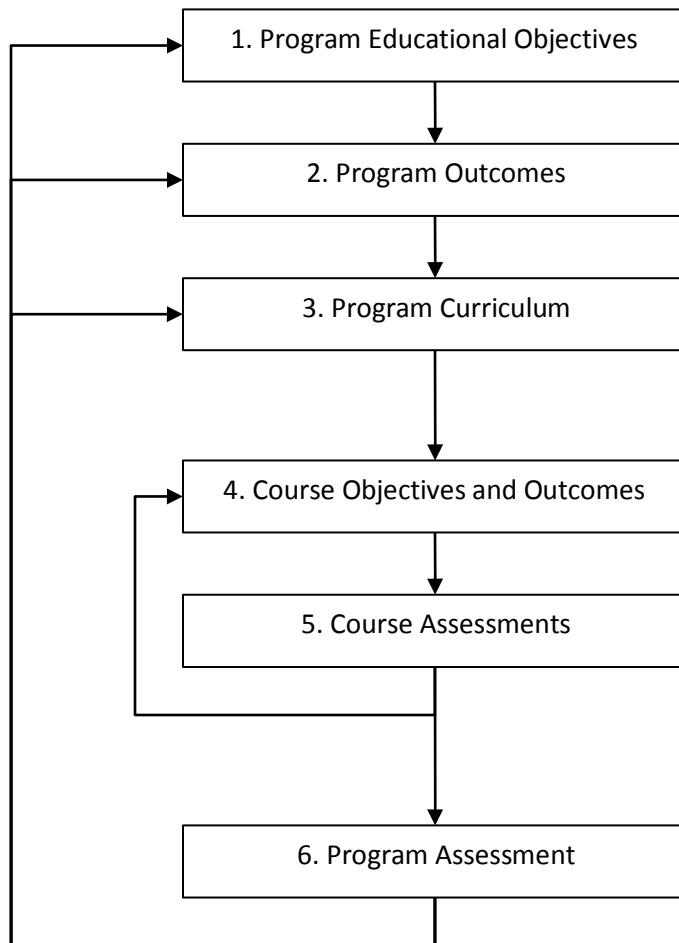 1. Program Educational Objectives
2. Program Outcomes
3. Program Curriculum
4. Course Objectives and Outcomes
5. Course Assessments
6. Program Assessment